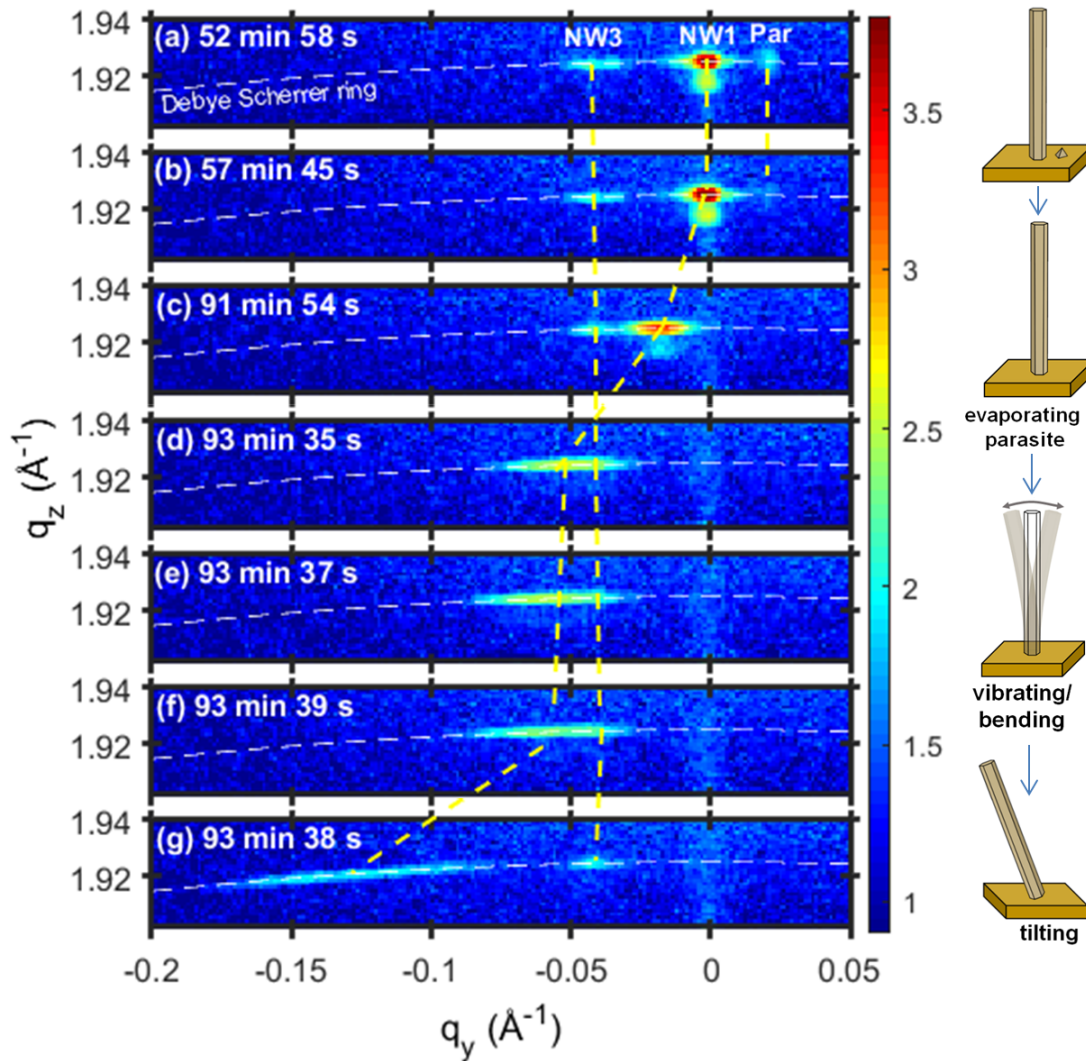 NW3 NW1 Par
(a) 52 min 58 s
Debye Scherrer ring
1.94
1.92
(b) 57 min 45 s
1.94
1.92
(c) 91 min 54 s
1.94
1.92
(d) 93 min 35 s
1.94
1.92
(e) 93 min 37 s
1.94
1.92
(f) 93 min 39 s
1.94
1.92
(g) 93 min 38 s
1.94
1.92
-0.2 -0.15 -0.1 -0.05 0 0.05
q_y (Å⁻¹)
q_z (Å⁻¹)
3.5
3
2.5
2
1.5
1
evaporating
parasite
vibrating/
bending
tilting